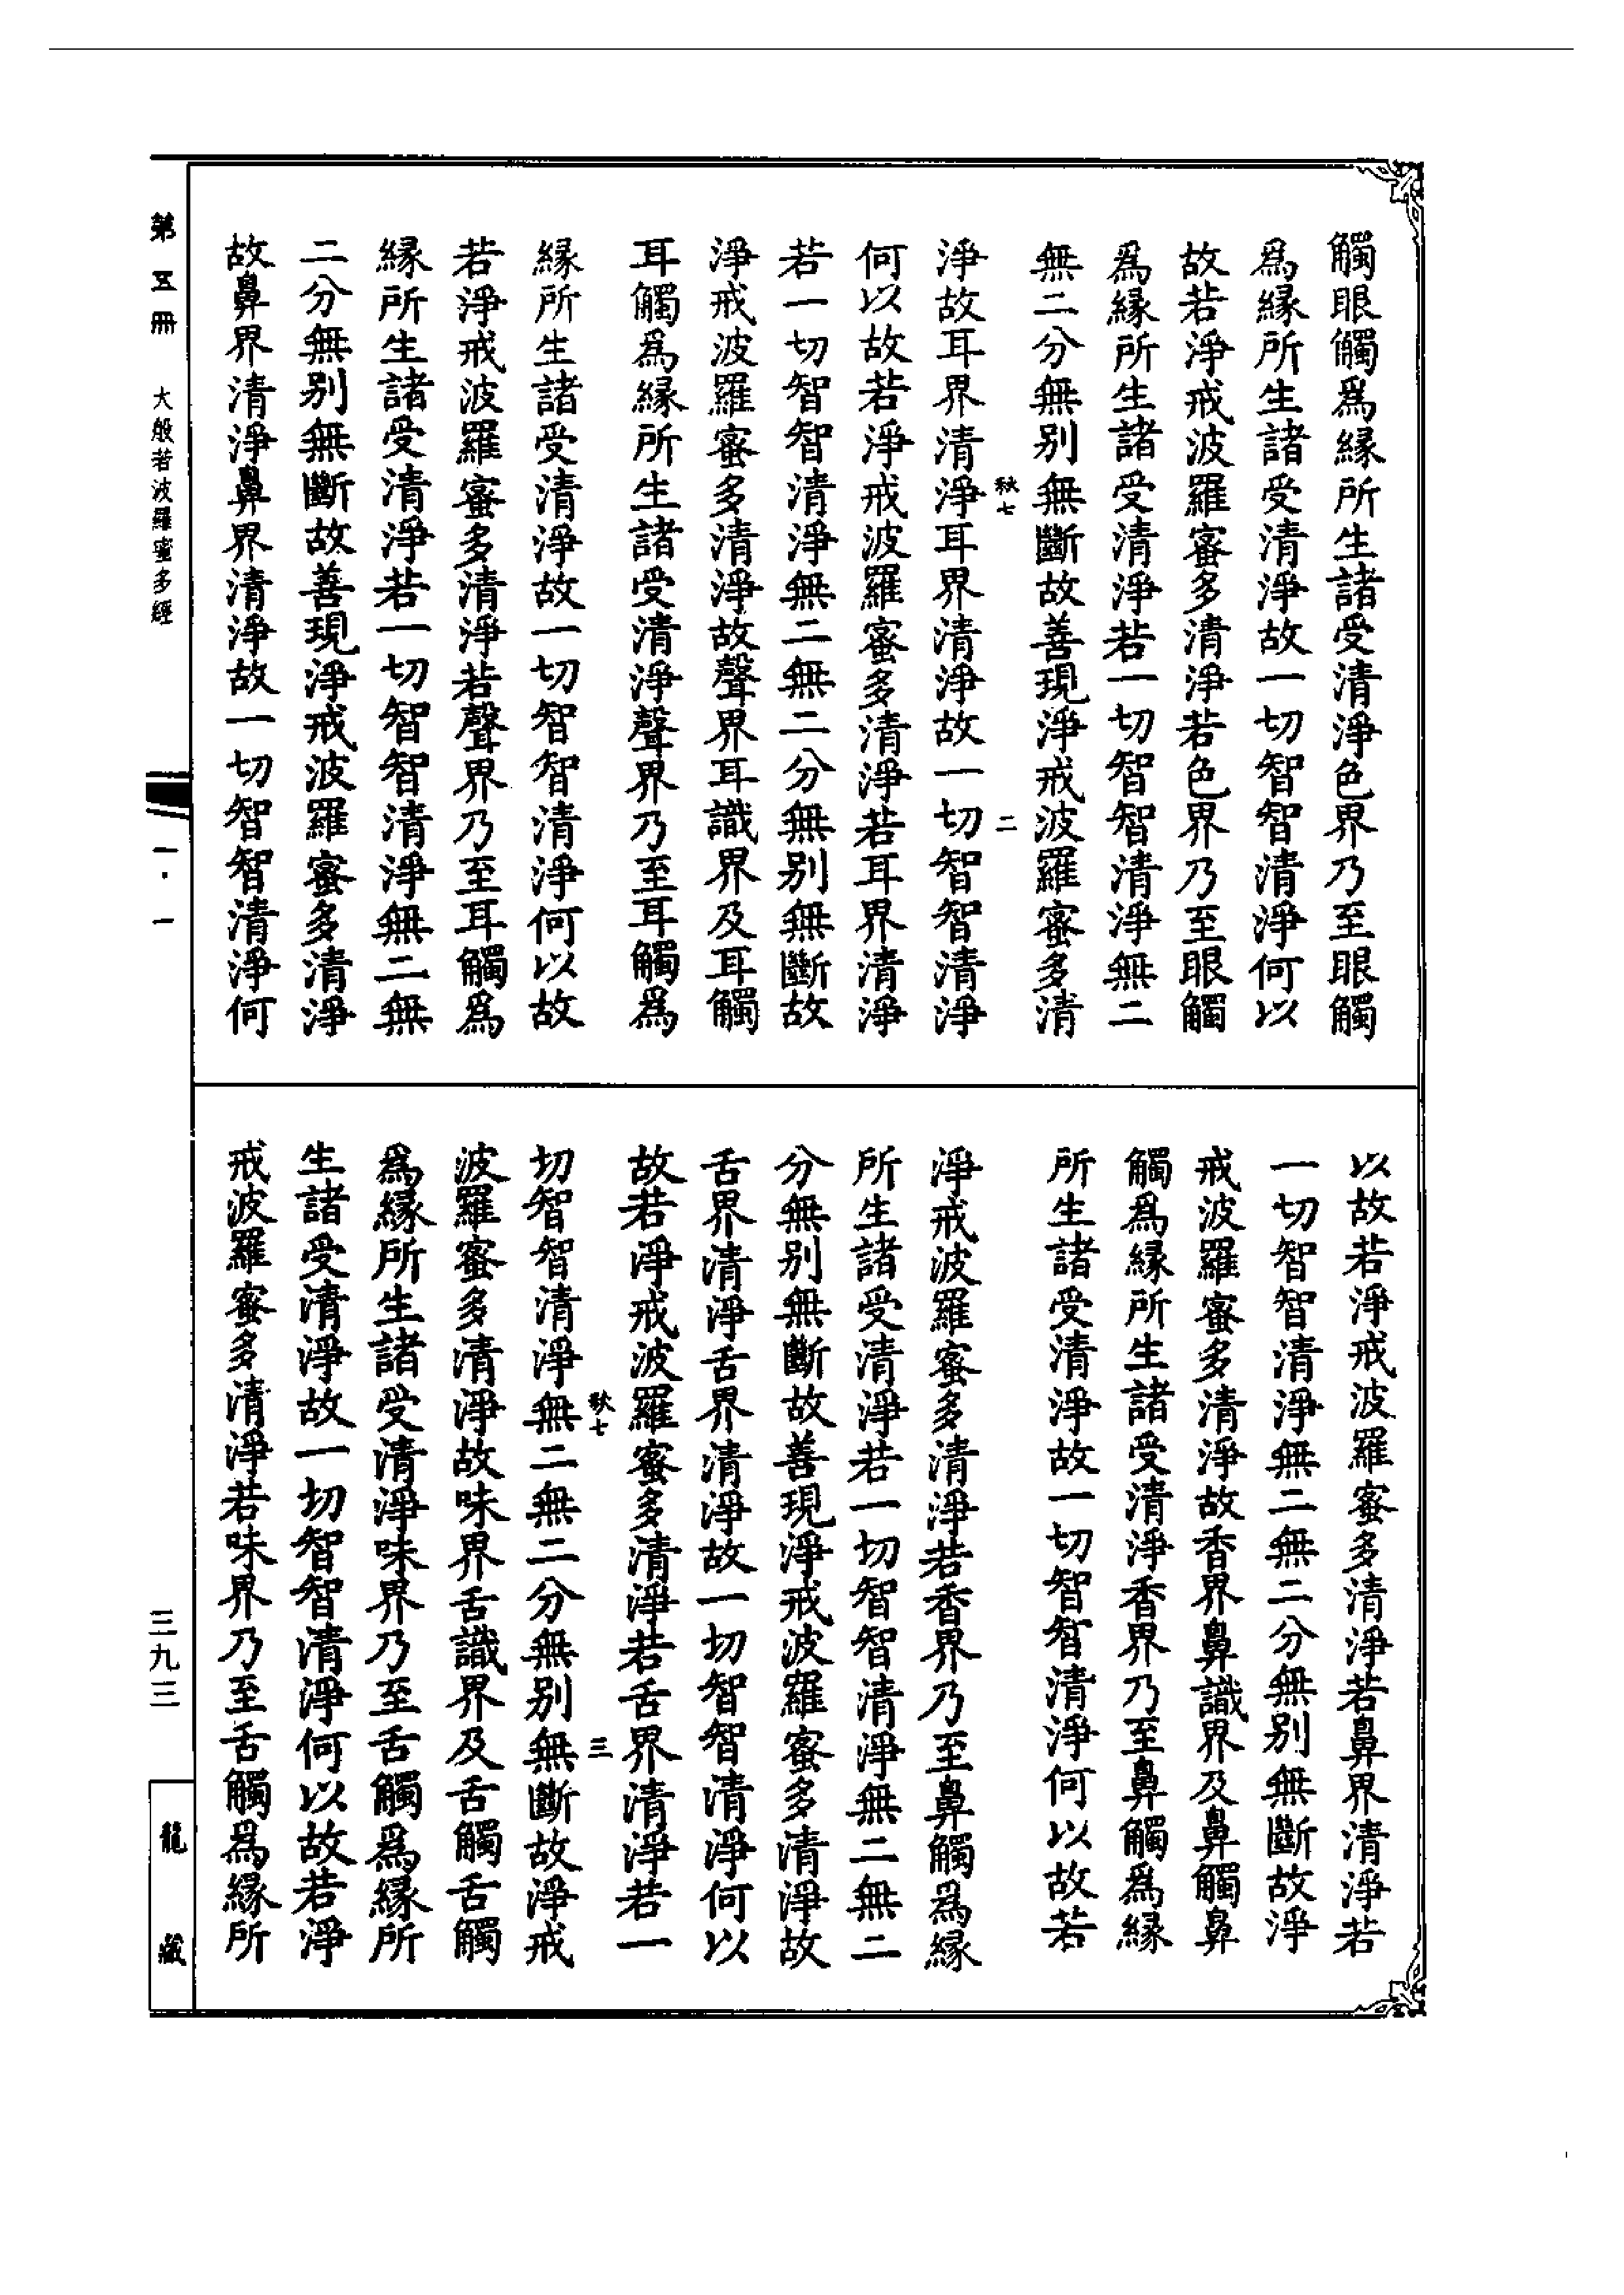 觸眼觸爲緣所生諸受清淨色界乃至眼觸
爲緣所生諸受清淨故一切智智清淨何以
故若淨戒波羅蜜多清淨若色界乃至眼觸
爲緣所生諸受清淨若一切智智清淨無二
無二分無别無斷故善現淨戒波羅蜜多清
秋七 二
淨故耳界清淨耳界清淨故一切智智清淨
何以故若淨戒波羅蜜多清淨若耳界清淨
若一切智智清淨無二無二分無别無斷故
淨戒波羅蜜多清淨故聲界耳識界及耳觸
耳觸爲緣所生諸受清淨聲界乃至耳觸爲
緣所生諸受清淨故一切智智清淨何以故
若淨戒波羅蜜多清淨若聲界乃至耳觸爲
緣所生諸受清淨若一切智智清淨無二無
二分無别無斷故善現淨戒波羅蜜多清淨
故鼻界清淨鼻界清淨故一切智智清淨何
以故若淨戒波羅蜜多清淨若鼻界清淨若
一切智智清淨無二無二分無别無斷故淨
戒波羅蜜多清淨故香界鼻識界及鼻觸鼻
觸爲緣所生諸受清淨香界乃至鼻觸爲緣
所生諸受清淨故一切智智清淨何以故若
淨戒波羅蜜多清淨若香界乃至鼻觸爲緣
所生諸受清淨若一切智智清淨無二無二
分無别無斷故善現淨戒波羅蜜多清淨故
舌界清淨舌界清淨故一切智智清淨何以
故若淨戒波羅蜜多清淨若舌界清淨若一
秋七 三
切智智清淨無二無二分無别無斷故淨戒
波羅蜜多清淨故味界舌識界及舌觸舌觸
爲緣所生諸受清淨味界乃至舌觸爲緣所
生諸受清淨故一切智智清淨何以故若淨
戒波羅蜜多清淨若味界乃至舌觸爲緣所
第五冊 大般若波羅蜜多經 一·一 三九三 龍藏